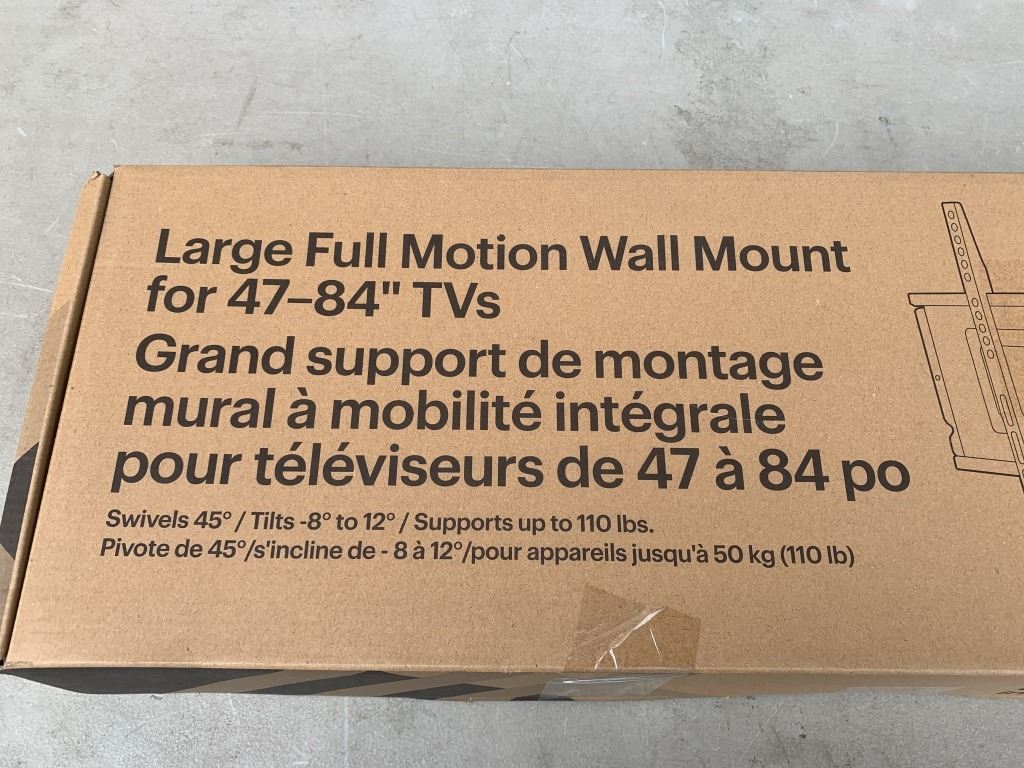 Large Full Motion Wall Mount
for 47–84" TVs
Grand support de montage
mural à mobilité intégrale
pour téléviseurs de 47 à 84 po
Swivels 45° / Tilts -8° to 12° / Supports up to 110 lbs.
Pivote de 45°/s'incline de - 8 à 12°/pour appareils jusqu'à 50 kg (110 lb)